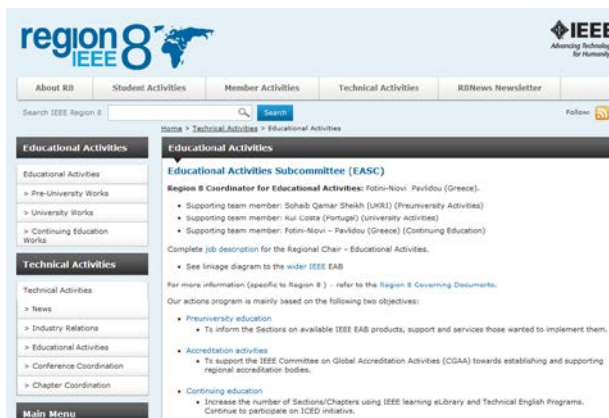 region 8
IEEE
IEEE
Advancing Technology
for Humanity
About R8
Student Activities
Member Activities
Technical Activities
R8News Newsletter
Search IEEE Region 8
Search
Follow:
Home > Technical Activities > Educational Activities
Educational Activities
Educational Activities
> Pre-University Works
> University Works
> Continuing Education
Works
Technical Activities
Technical Activities
> News
> Industry Relations
> Educational Activities
> Conference Coordination
> Chapter Coordination
Main Menu
Educational Activities
Educational Activities Subcommittee (EASC)
Region 8 Coordinator for Educational Activities: Fotini-Niovi Pavlidou (Greece).
• Supporting team member: Sohaib Qamar Sheikh (UKRI) (Preuniversity Activities)
• Supporting team member: Rui Costa (Portugal) (University Activities)
• Supporting team member: Fotini-Niovi – Pavlidou (Greece) (Continuing Education)
Complete job description for the Regional Chair – Educational Activities.
• See linkage diagram to the wider IEEE EAB
For more information (specific to Region 8 ) – refer to the Region 8 Governing Documents.
Our actions program is mainly based on the following two objectives:
• Preuniversity education
• To inform the Sections on available IEEE EAB products, support and services those wanted to implement them.
• Accreditation activities
• To support the IEEE Committee on Global Accreditation Activities (CGAA) towards establishing and supporting
regional accreditation bodies.
• Continuing education
• Increase the number of Sections/Chapters using IEEE learning eLibrary and Technical English Programs.
Continue to participate on ICED initiative.